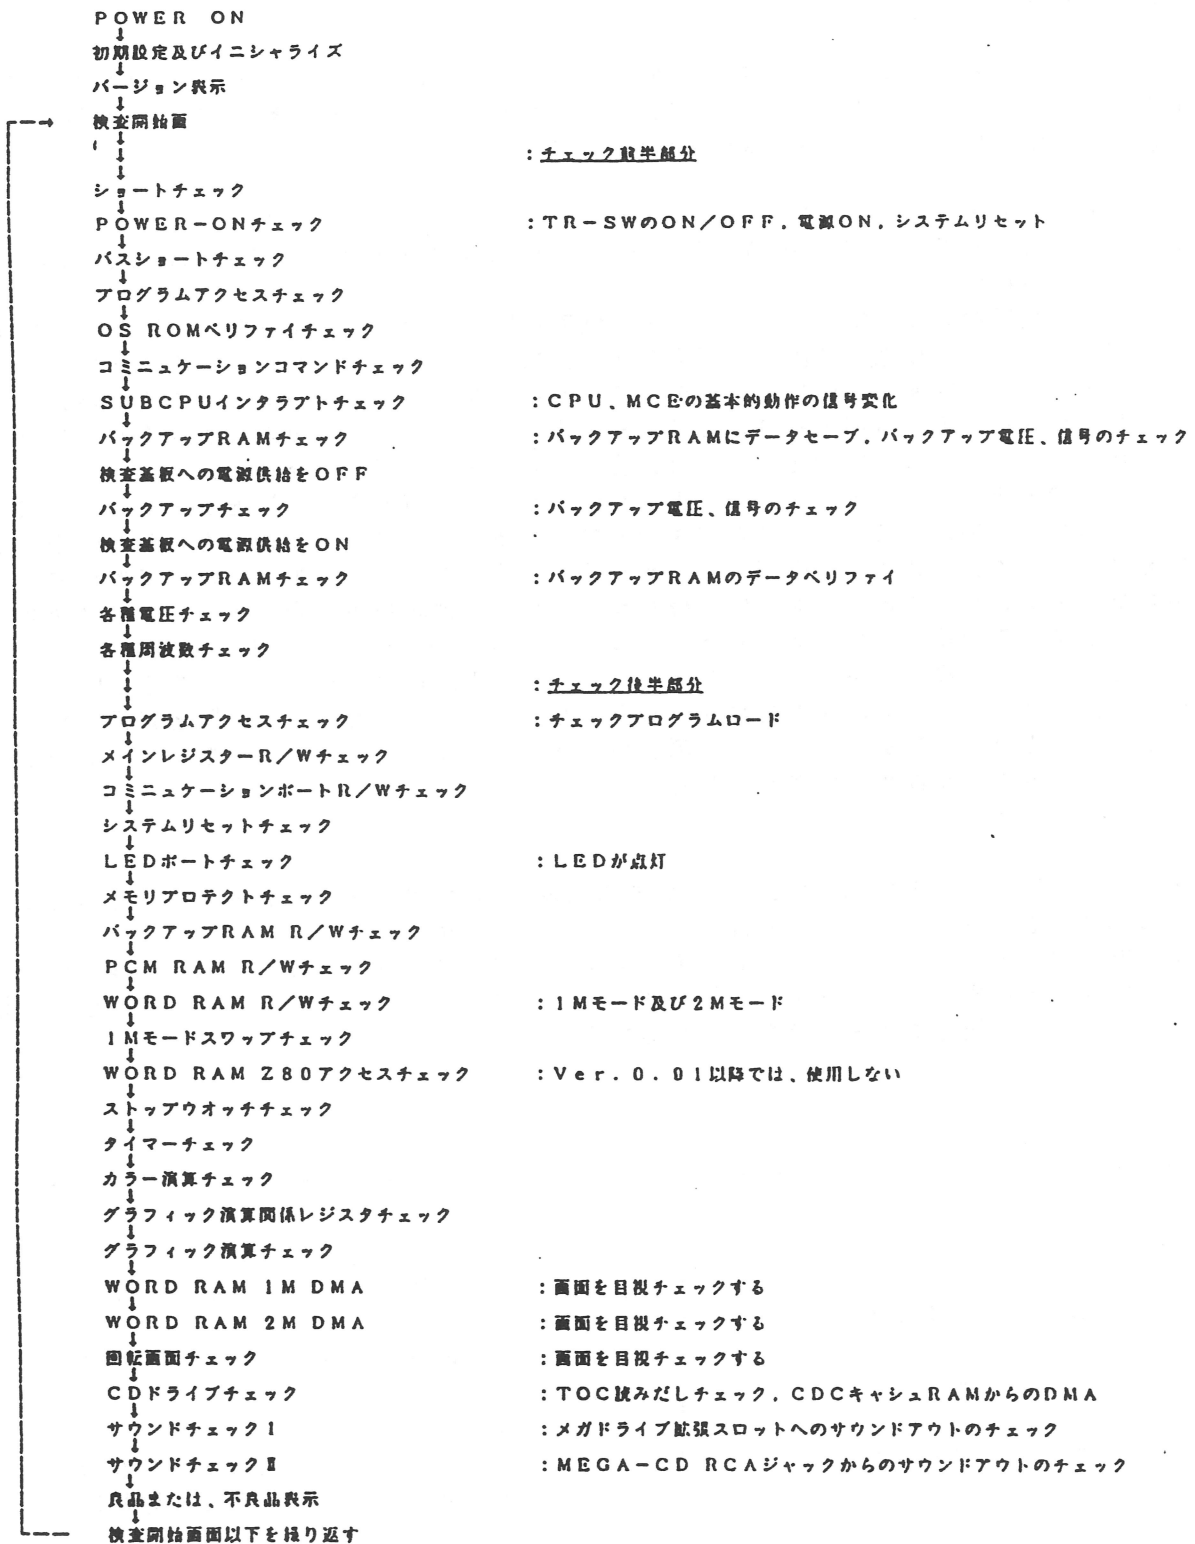 POWER ON
↓
初期設定及びイニシャライズ
↓
バージョン表示
↓
検査開始画
↓
↓ :チェック前半部分
↓
ショートチェック
↓
POWER-ONチェック :TR-SWのON/OFF,電源ON,システムリセット
↓
バスショートチェック
↓
プログラムアクセスチェック
↓
OS ROMベリファイチェック
↓
コミニュケーションコマンドチェック
↓
SUBCPUインタラプトチェック :CPU、MCEの基本的動作の信号変化
↓
バックアップRAMチェック :バックアップRAMにデータセーブ,バックアップ電圧、信号のチェック
↓
検査基板への電源供給をOFF
↓
バックアップチェック :バックアップ電圧、信号のチェック
↓
検査基板への電源供給をON
↓
バックアップRAMチェック :バックアップRAMのデータベリファイ
↓
各種電圧チェック
↓
各種周波数チェック
↓
↓ :チェック後半部分
↓
プログラムアクセスチェック :チェックプログラムロード
↓
メインレジスターR/Wチェック
↓
コミニュケーションポートR/Wチェック
↓
システムリセットチェック
↓
LEDポートチェック :LEDが点灯
↓
メモリプロテクトチェック
↓
バックアップRAM R/Wチェック
↓
PCM RAM R/Wチェック
↓
WORD RAM R/Wチェック :1Mモード及び2Mモード
↓
1Mモードスワップチェック
↓
WORD RAM Z80アクセスチェック :Ver.0.01以降では、使用しない
↓
ストップウオッチチェック
↓
タイマーチェック
↓
カラー演算チェック
↓
グラフィック演算関係レジスタチェック
↓
グラフィック演算チェック
↓
WORD RAM 1M DMA :画面を目視チェックする
↓
WORD RAM 2M DMA :画面を目視チェックする
↓
回転画面チェック :画面を目視チェックする
↓
CDドライブチェック :TOC読みだしチェック,CDCキャシュRAMからのDMA
↓
サウンドチェックI :メガドライブ拡張スロットへのサウンドアウトのチェック
↓
サウンドチェックII :MEGA-CD RCAジャックからのサウンドアウトのチェック
↓
良品または、不良品表示
↓
検査開始画面以下を繰り返す